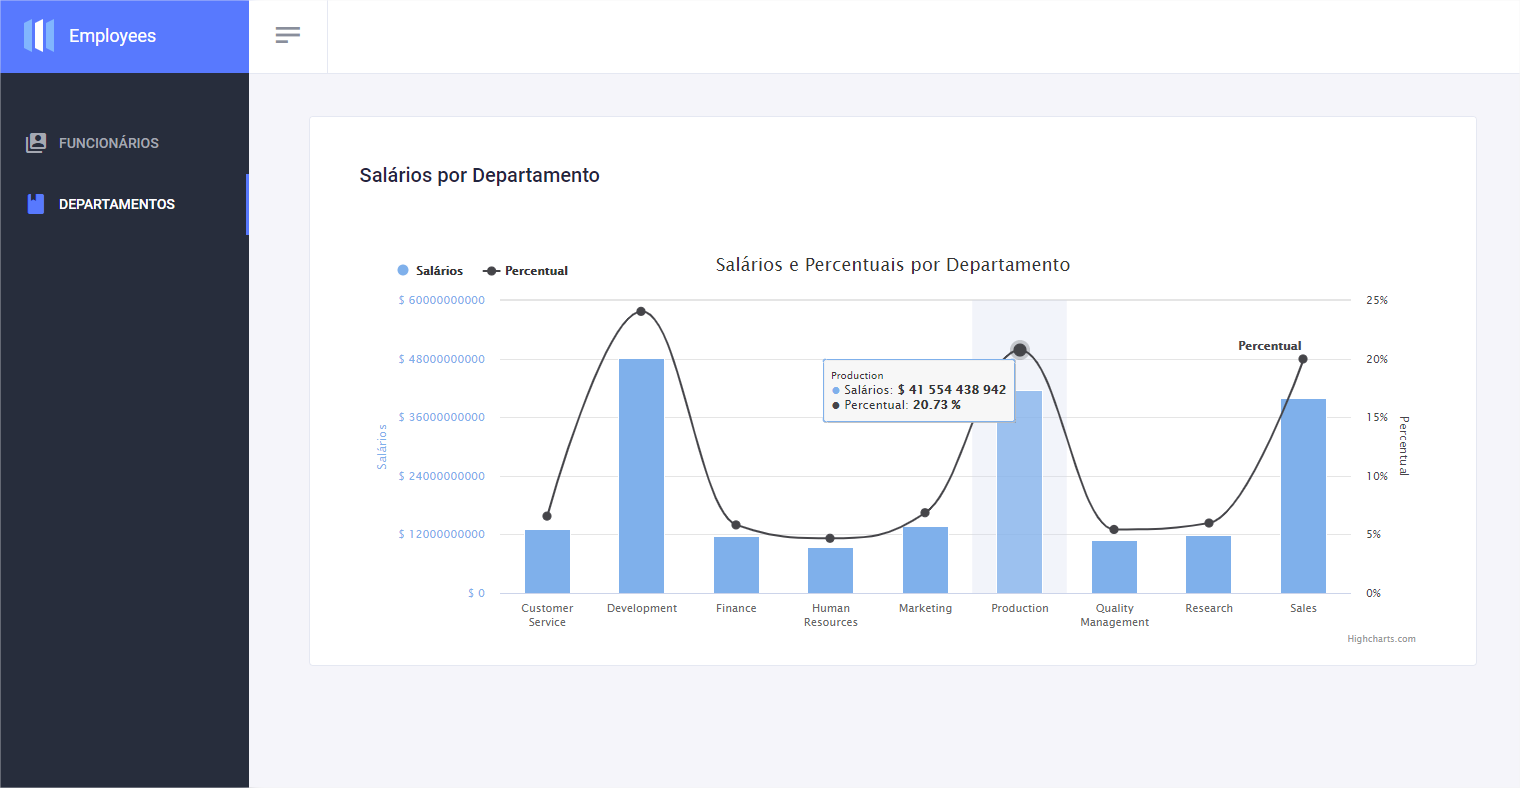 Employees
FUNCIONÁRIOS
DEPARTAMENTOS
Salários por Departamento
Salários e Percentuais por Departamento
Salários
Percentual
$ 60000000000
$ 48000000000
$ 36000000000
$ 24000000000
$ 12000000000
$ 0
Salários
25%
20%
15%
10%
5%
0%
Percentual
Percentual
Production
Salários: $ 41 554 438 942
Percentual: 20.73 %
Customer
Service
Development
Finance
Human
Resources
Marketing
Production
Quality
Management
Research
Sales
Highcharts.com